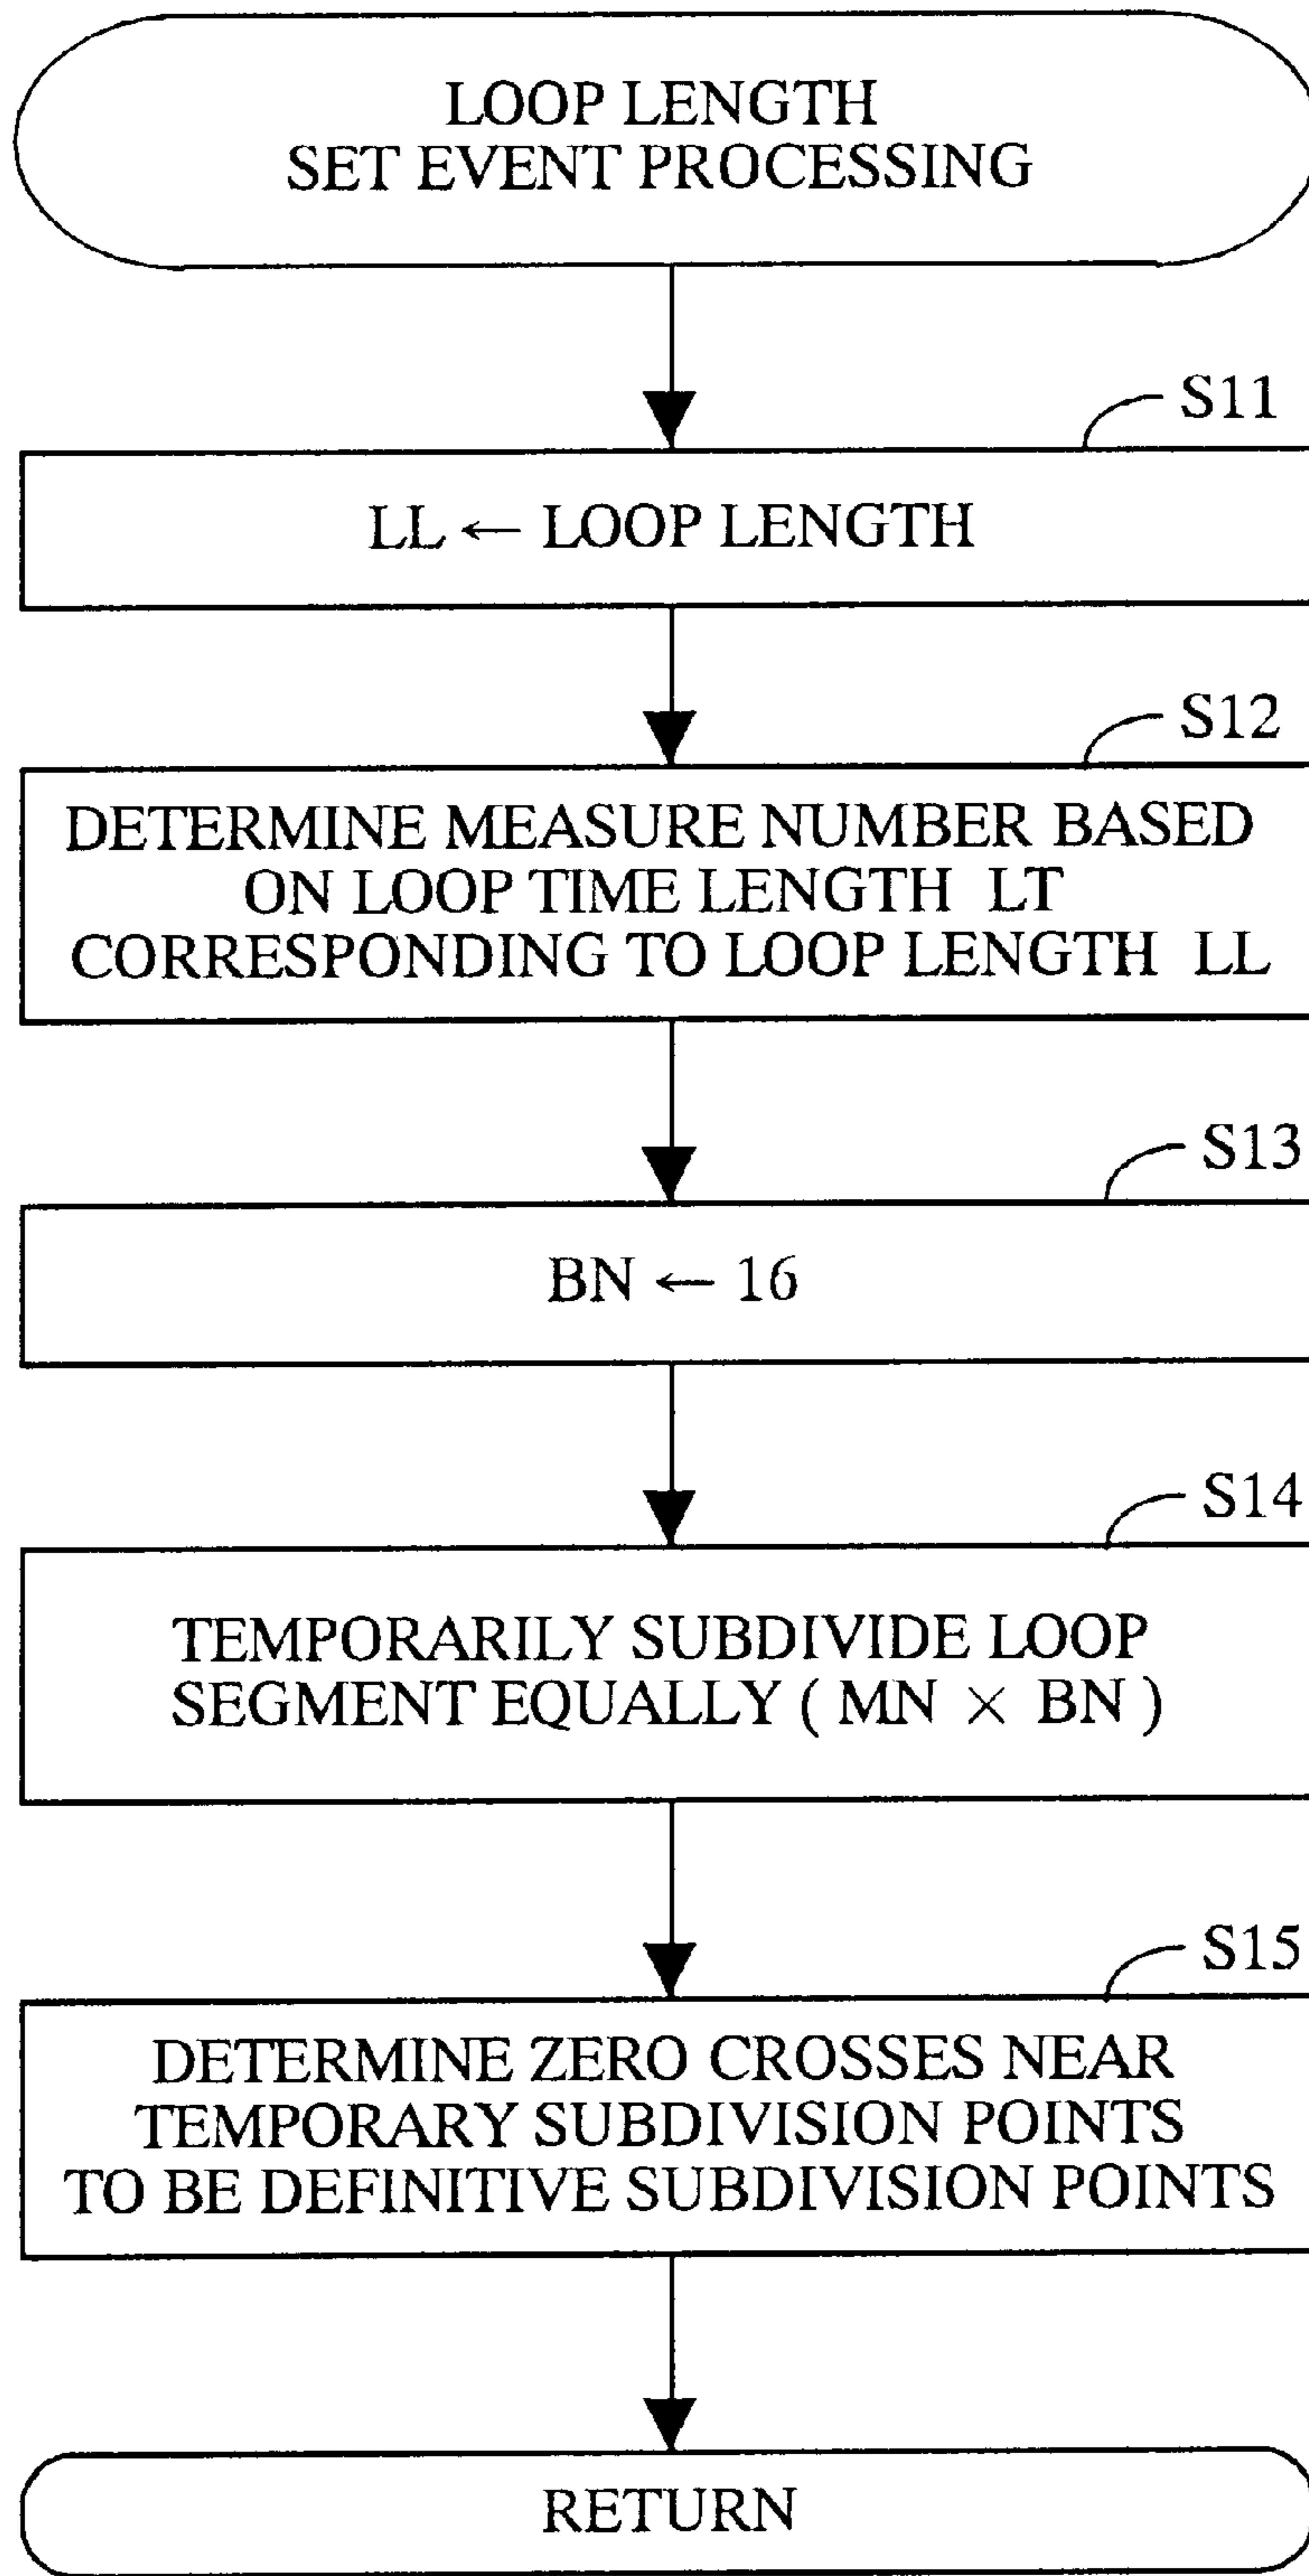 LOOP LENGTH
SET EVENT PROCESSING
S11
LL ← LOOP LENGTH
S12
DETERMINE MEASURE NUMBER BASED
ON LOOP TIME LENGTH LT
CORRESPONDING TO LOOP LENGTH LL
S13
BN ← 16
S14
TEMPORARILY SUBDIVIDE LOOP
SEGMENT EQUALLY ( MN × BN )
S15
DETERMINE ZERO CROSSES NEAR
TEMPORARY SUBDIVISION POINTS
TO BE DEFINITIVE SUBDIVISION POINTS
RETURN